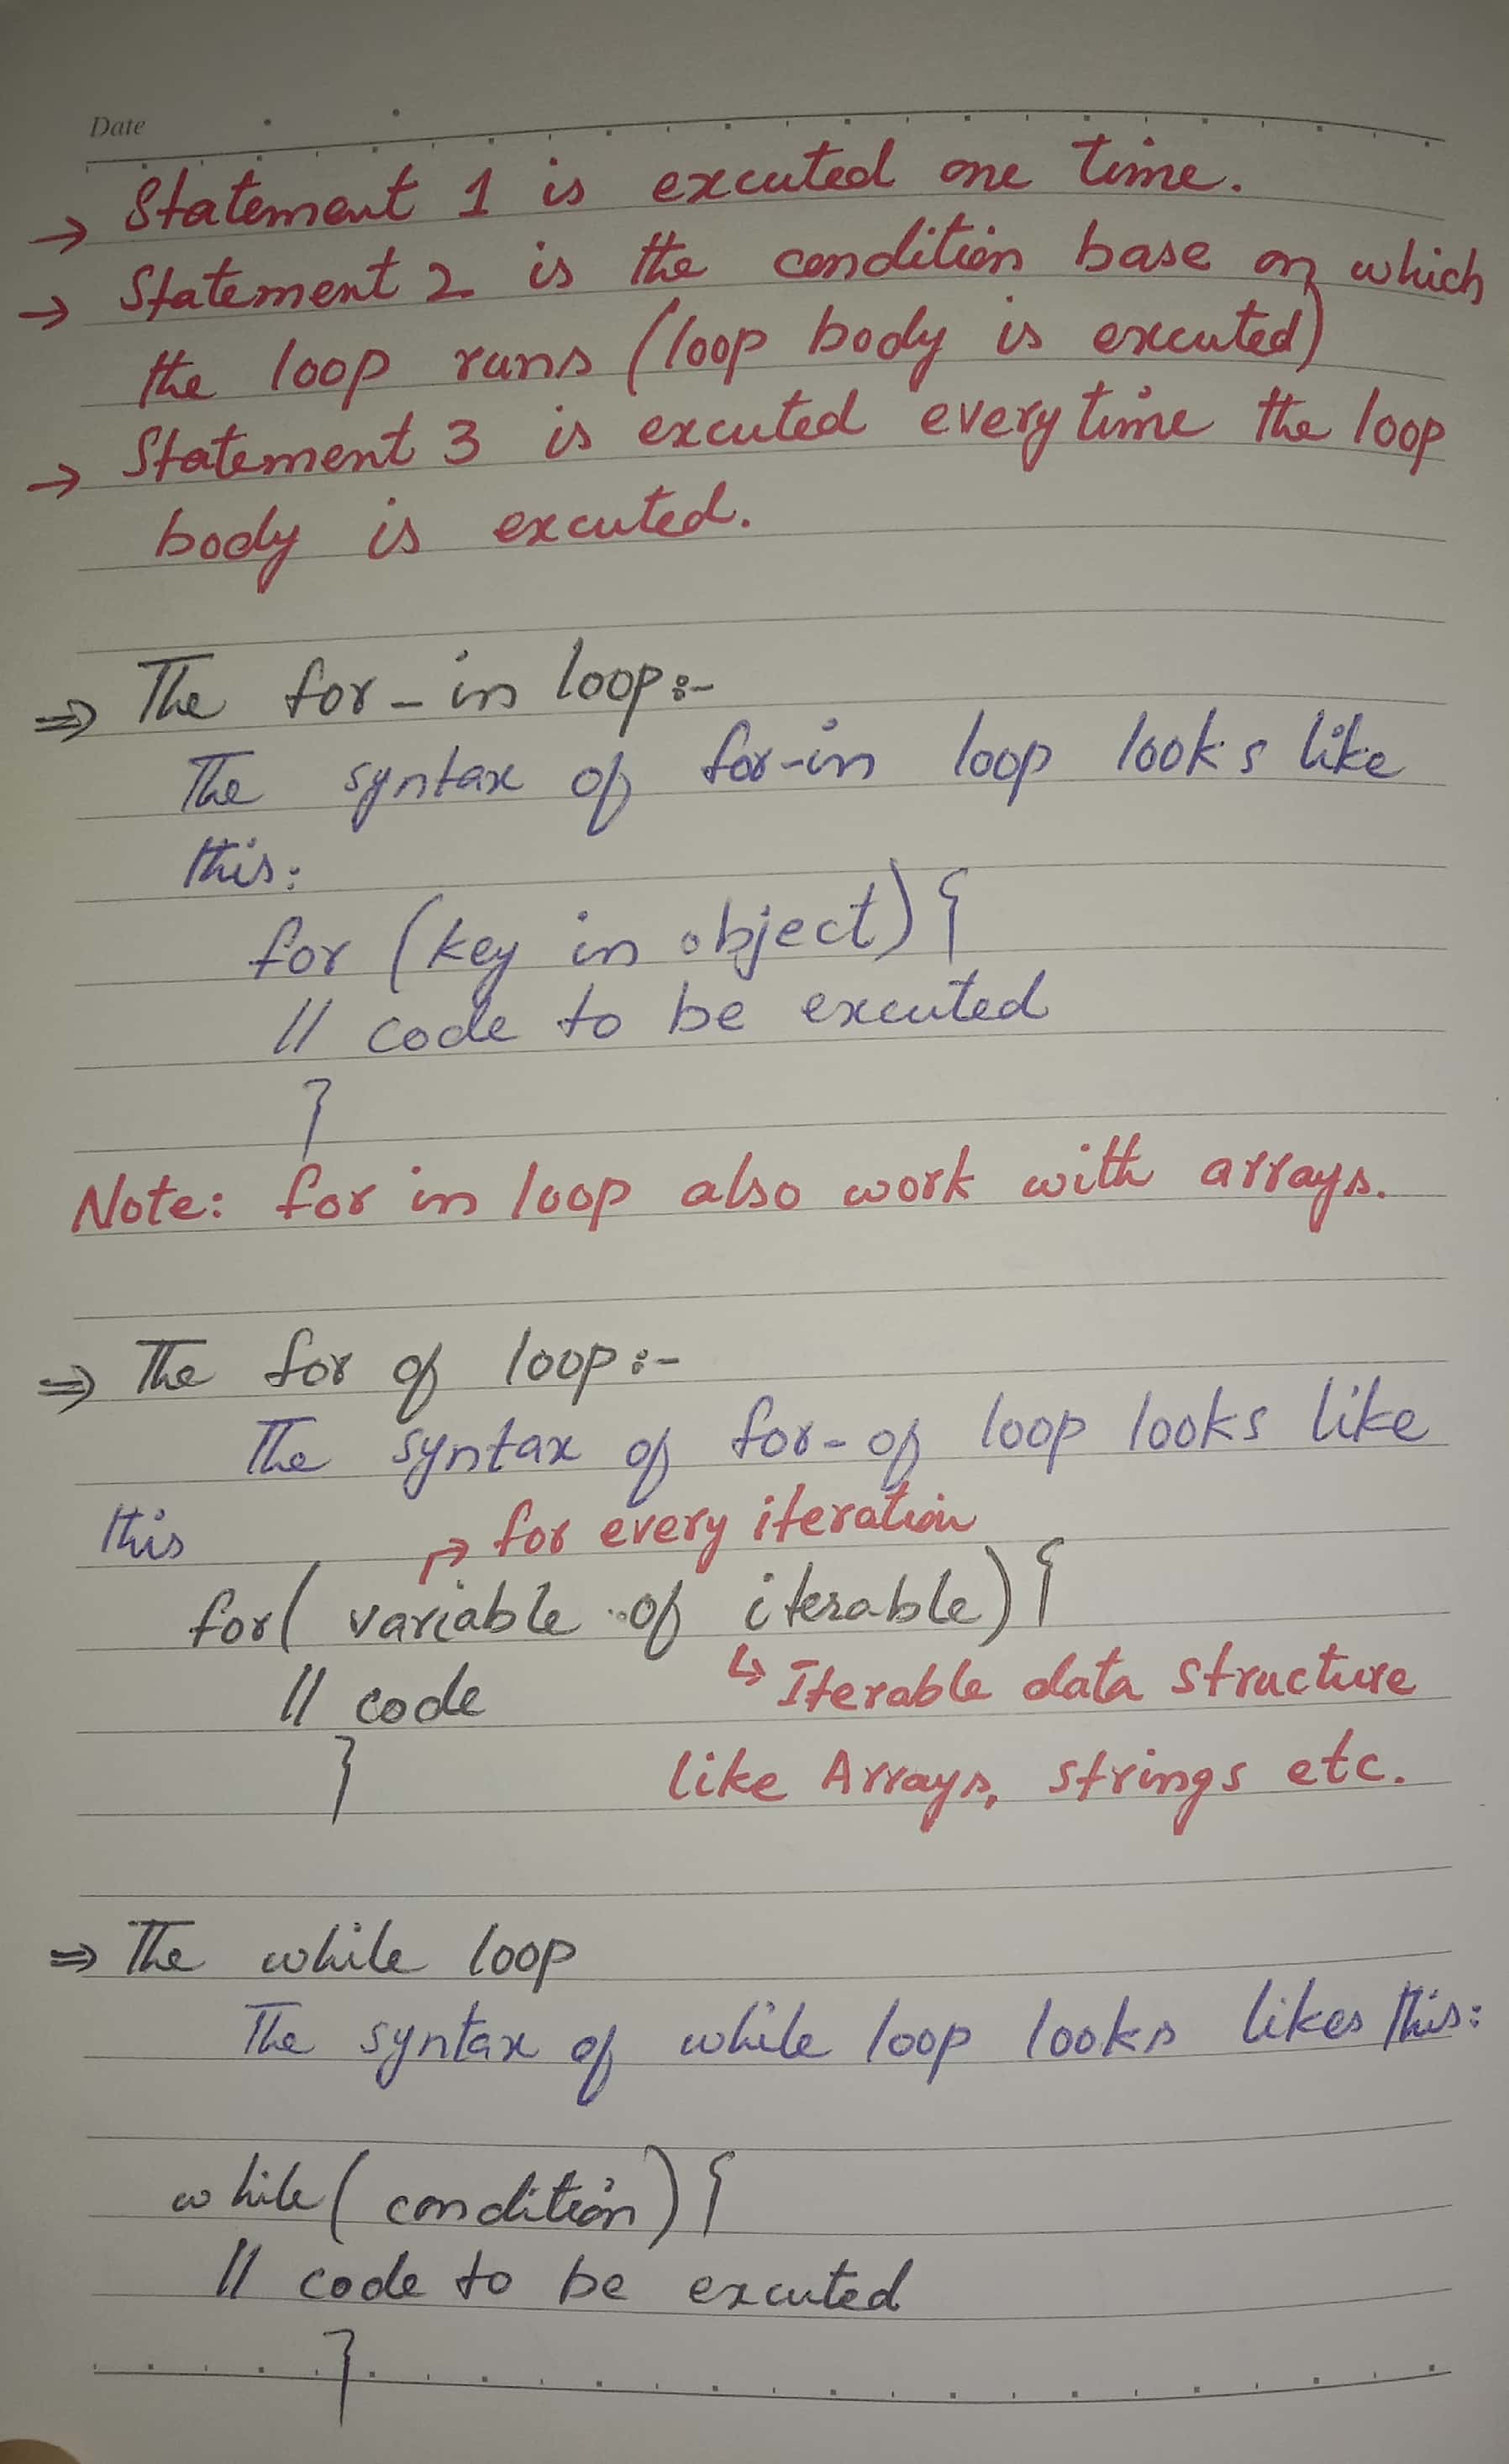 Date
→ Statement 1 is excuted one time.
→ Statement 2 is the condition base on which
the loop runs (loop body is excuted)
→ Statement 3 is excuted every time the loop
body is excuted.
⇒ The for-in loop:-
The syntax of for-in loop looks like
this:
for (key in object) {
// code to be excuted
}
Note: for in loop also work with arrays.
⇒ The for of loop:-
The syntax of for-of loop looks like
this
↱ for every iteration
for( variable of iterable) {
// code
↳ Iterable data structure
}
like Arrays, strings etc.
⇒ The while loop
The syntax of while loop looks likes this:
while( condition) {
// code to be excuted
}